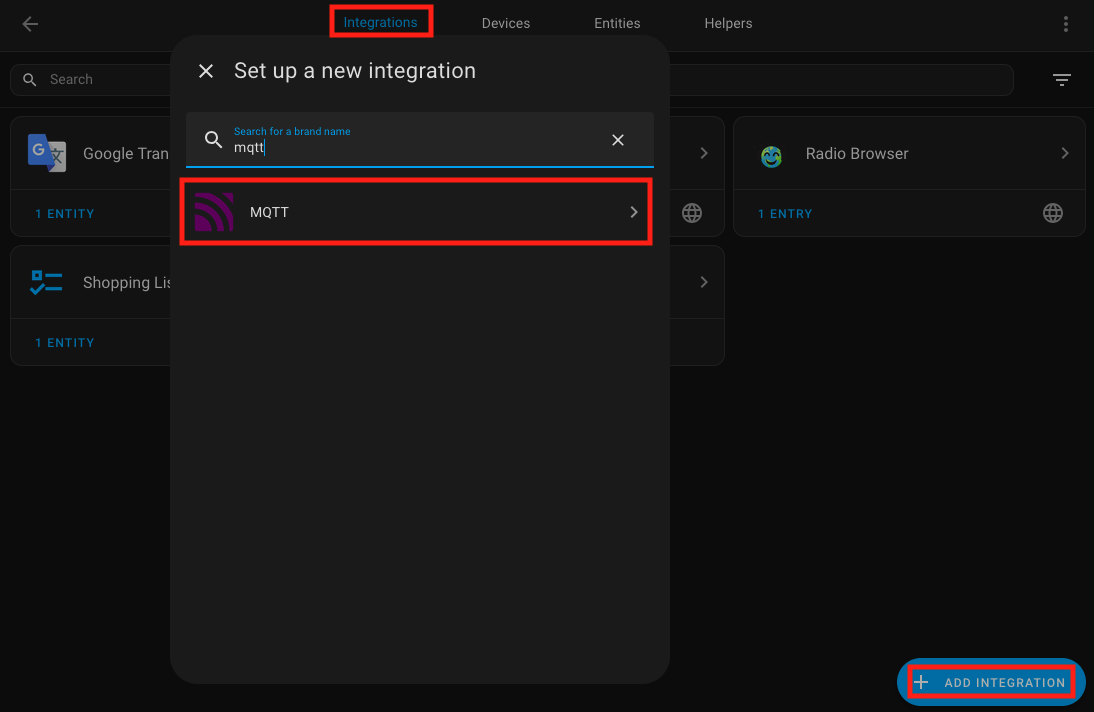 Integrations
Devices
Entities
Helpers
Search
Set up a new integration
Search for a brand name
mqtt
MQTT
Google Tran
1 ENTITY
Radio Browser
1 ENTRY
Shopping Lis
1 ENTITY
ADD INTEGRATION